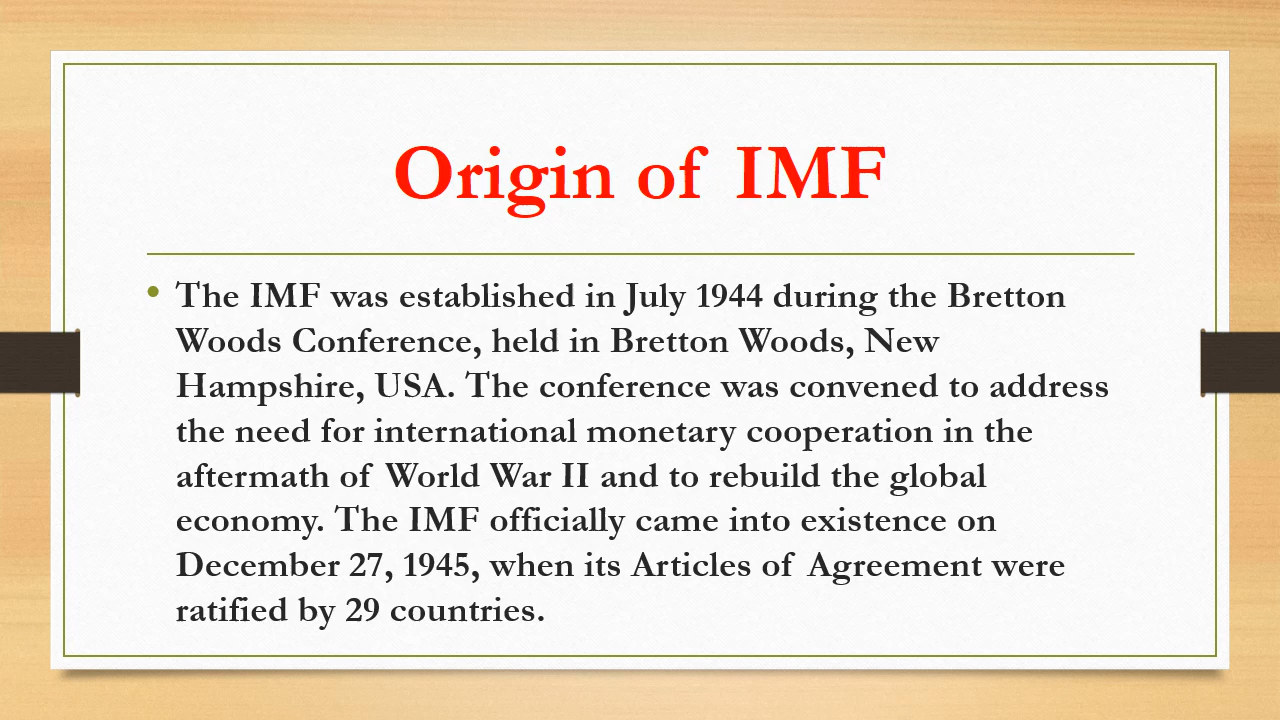 Origin of IMF
• The IMF was established in July 1944 during the Bretton
Woods Conference, held in Bretton Woods, New
Hampshire, USA. The conference was convened to address
the need for international monetary cooperation in the
aftermath of World War II and to rebuild the global
economy. The IMF officially came into existence on
December 27, 1945, when its Articles of Agreement were
ratified by 29 countries.